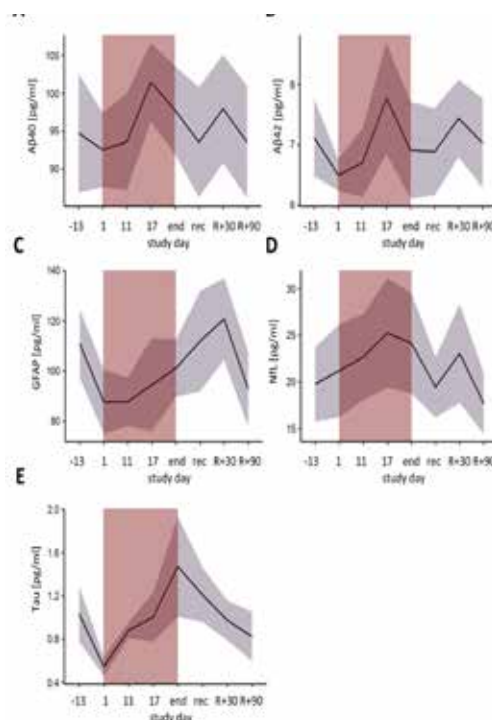 Aβ40 [pg/ml]
100
95
90
-13 1 11 17 end rec R+30 R+90
study day
Aβ42 [pg/ml]
8
7
6
-13 1 11 17 end rec R+30 R+90
study day
C
GFAP [pg/ml]
140
120
100
80
-13 1 11 17 end rec R+30 R+90
study day
D
NfL [pg/ml]
30
25
20
15
-13 1 11 17 end rec R+30 R+90
study day
E
Tau [pg/ml]
2.0
1.6
1.2
0.8
0.4
-13 1 11 17 end rec R+30 R+90
study day